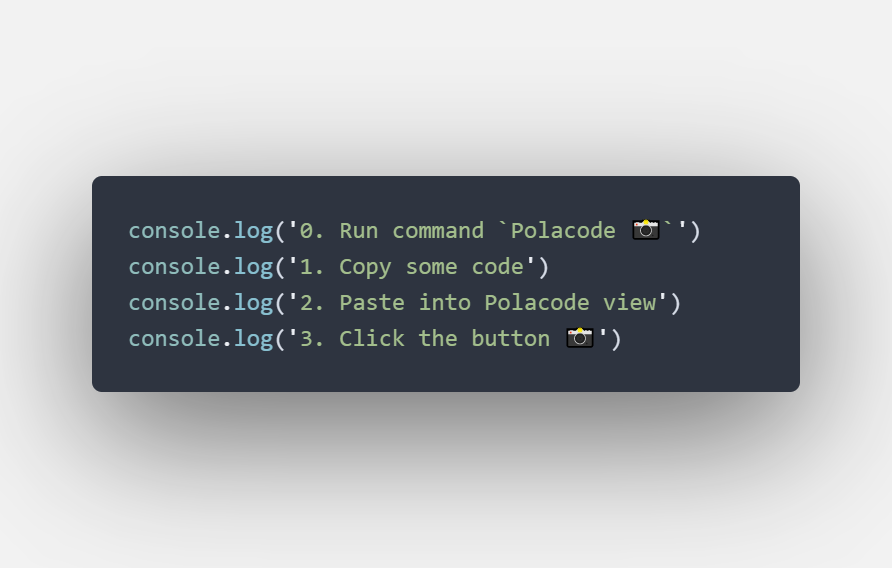 console.log('0. Run command `Polacode 📸`')
console.log('1. Copy some code')
console.log('2. Paste into Polacode view')
console.log('3. Click the button 📸')